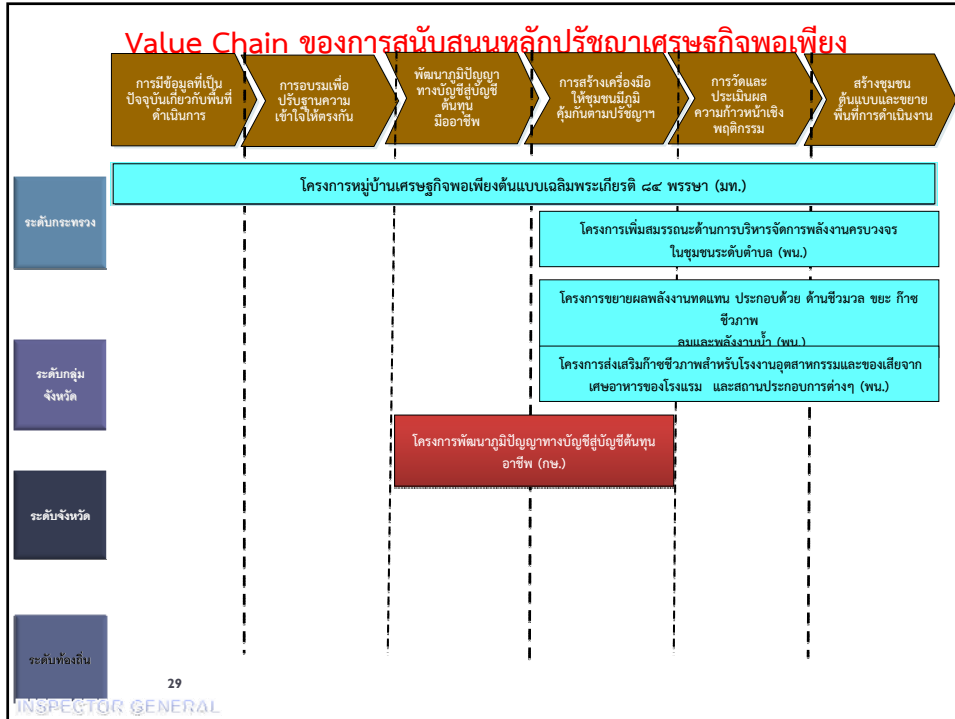 Value Chain ของการสนับสนุนหลักปรัชญาเศรษฐกิจพอเพียง
การมีข้อมูลที่เป็น
ปัจจุบันเกี่ยวกับพื้นที่
ดำเนินการ
การอบรมเพื่อ
ปรับฐานความ
เข้าใจให้ตรงกัน
พัฒนาภูมิปัญญา
ทางบัญชีสู่บัญชี
ต้นทุน
มืออาชีพ
การสร้างเครื่องมือ
ให้ชุมชนมีภูมิ
คุ้มกันตามปรัชญาฯ
การวัดและ
ประเมินผล
ความก้าวหน้าเชิง
พฤติกรรม
สร้างชุมชน
ต้นแบบและขยาย
พื้นที่การดำเนินงาน
ระดับกระทรวง
โครงการหมู่บ้านเศรษฐกิจพอเพียงต้นแบบเฉลิมพระเกียรติ ๘๔ พรรษา (มท.)
โครงการเพิ่มสมรรถนะด้านการบริหารจัดการพลังงานครบวงจร
ในชุมชนระดับตำบล (พน.)
โครงการขยายผลพลังงานทดแทน ประกอบด้วย ด้านชีวมวล ขยะ ก๊าซ
ชีวภาพ
ลมและพลังงานน้ำ (พน.)
ระดับกลุ่ม
จังหวัด
โครงการส่งเสริมก๊าซชีวภาพสำหรับโรงงานอุตสาหกรรมและของเสียจาก
เศษอาหารของโรงแรม และสถานประกอบการต่างๆ (พน.)
โครงการพัฒนาภูมิปัญญาทางบัญชีสู่บัญชีต้นทุน
อาชีพ (กษ.)
ระดับจังหวัด
ระดับท้องถิ่น
29
INSPECTOR GENERAL